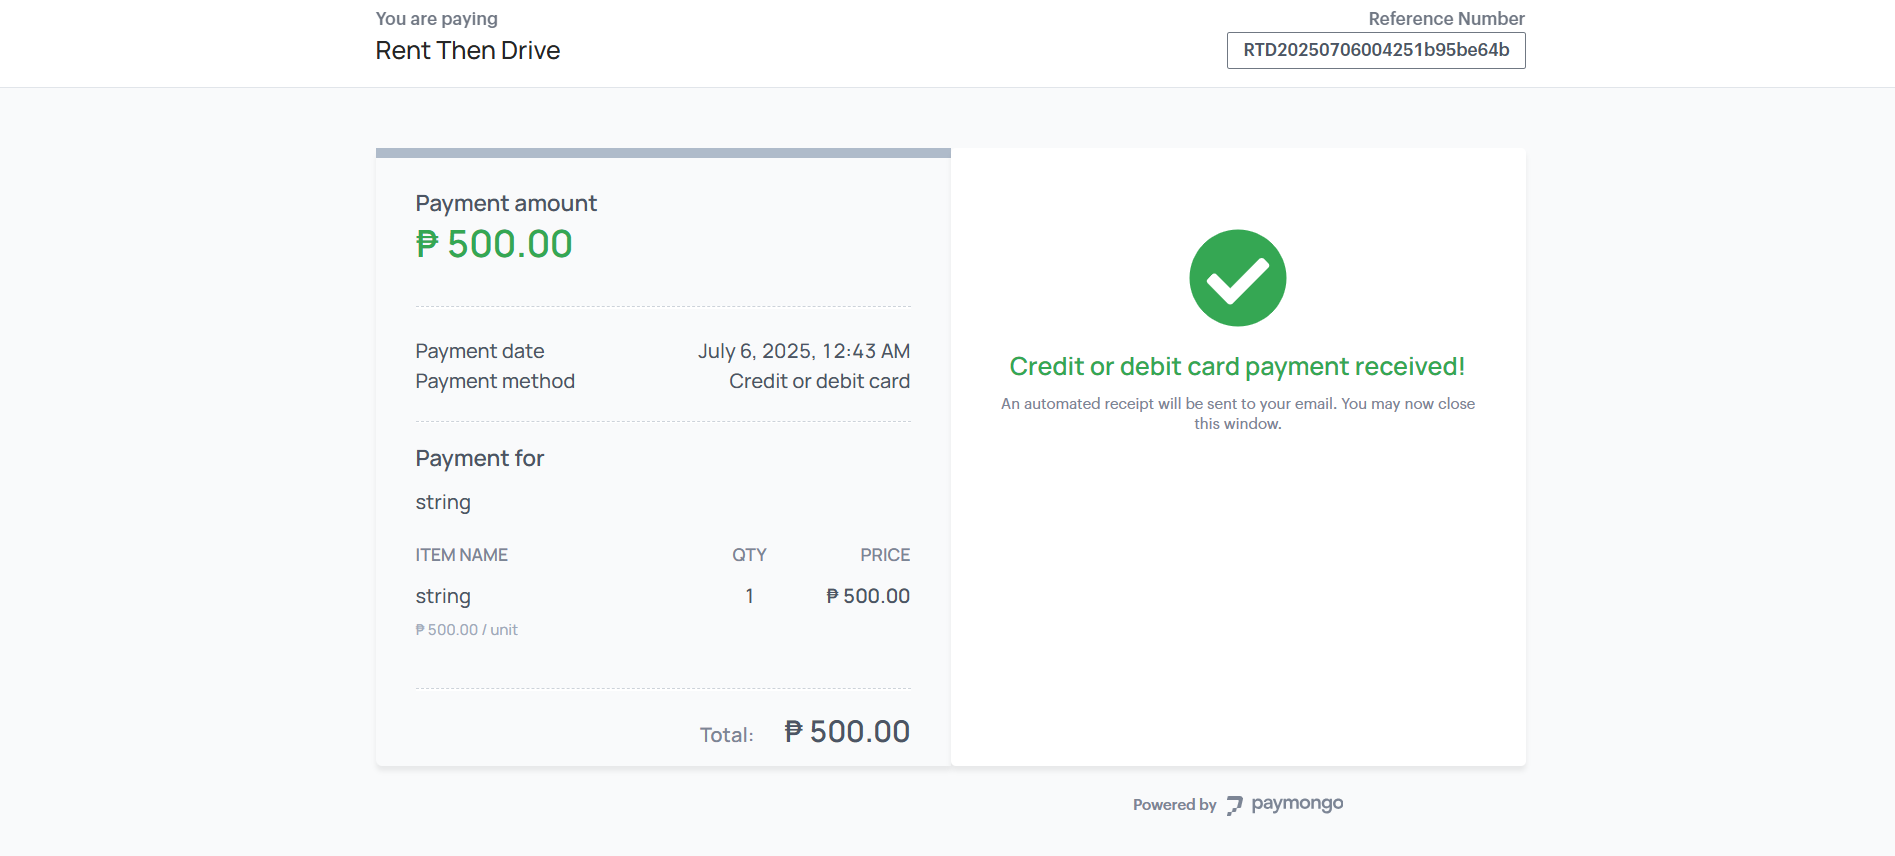 You are paying
Rent Then Drive
Reference Number
RTD20250706004251b95be64b
Payment amount
₱ 500.00
Payment date July 6, 2025, 12:43 AM
Payment method Credit or debit card
Payment for
string
ITEM NAME QTY PRICE
string 1 ₱ 500.00
₱ 500.00 / unit
Total: ₱ 500.00
Credit or debit card payment received!
An automated receipt will be sent to your email. You may now close
this window.
Powered by paymongo